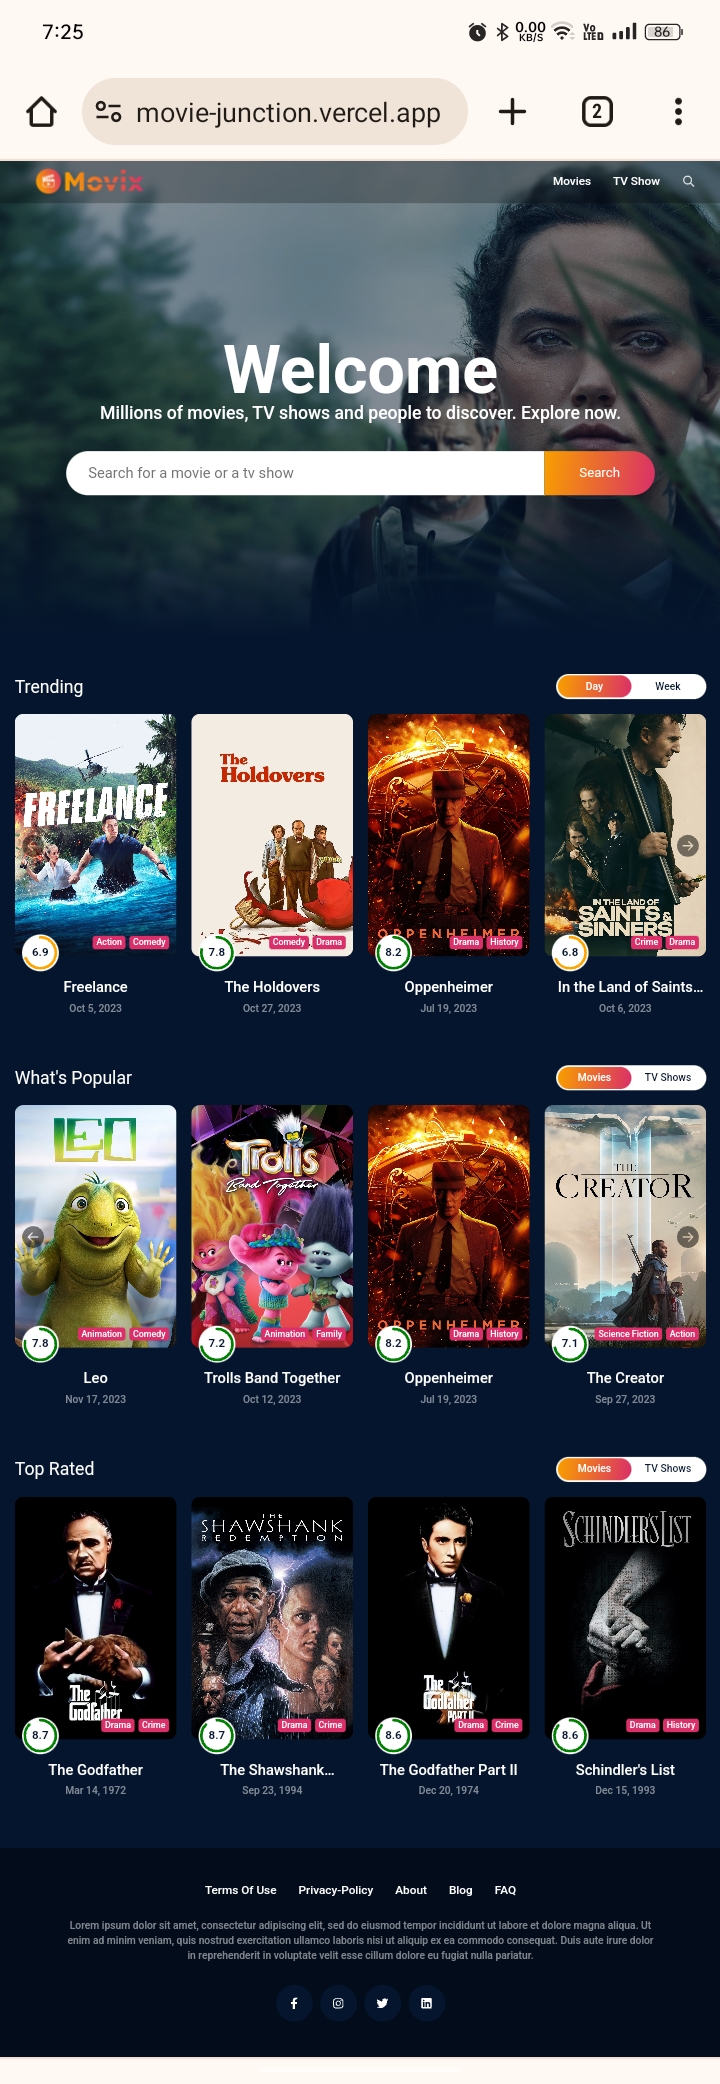 7:25
0.00
KB/S
Vo
LTE
86
movie-junction.vercel.app
2
Movix
Movies TV Show
Welcome
Millions of movies, TV shows and people to discover. Explore now.
Search for a movie or a tv show
Search
Trending
Day Week
FREELANCE
The
Holdovers
OPPENHEIMER
IN THE LAND OF
SAINTS &
SINNERS
Action Comedy
Comedy Drama
Drama History
Crime Drama
6.9
7.8
8.2
6.8
Freelance
The Holdovers
Oppenheimer
In the Land of Saints...
Oct 5, 2023
Oct 27, 2023
Jul 19, 2023
Oct 6, 2023
What's Popular
Movies TV Shows
LEO
Trolls
Band Together
OPPENHEIMER
THE
CREATOR
Animation Comedy
Animation Family
Drama History
Science Fiction Action
7.8
7.2
8.2
7.1
Leo
Trolls Band Together
Oppenheimer
The Creator
Nov 17, 2023
Oct 12, 2023
Jul 19, 2023
Sep 27, 2023
Top Rated
Movies TV Shows
The
Godfather
THE
SHAWSHANK
REDEMPTION
The
Godfather
PART II
SCHINDLER'S LIST
Drama Crime
Drama Crime
Drama Crime
Drama History
8.7
8.7
8.6
8.6
The Godfather
The Shawshank...
The Godfather Part II
Schindler's List
Mar 14, 1972
Sep 23, 1994
Dec 20, 1974
Dec 15, 1993
Terms Of Use Privacy-Policy About Blog FAQ
Lorem ipsum dolor sit amet, consectetur adipiscing elit, sed do eiusmod tempor incididunt ut labore et dolore magna aliqua. Ut
enim ad minim veniam, quis nostrud exercitation ullamco laboris nisi ut aliquip ex ea commodo consequat. Duis aute irure dolor
in reprehenderit in voluptate velit esse cillum dolore eu fugiat nulla pariatur.